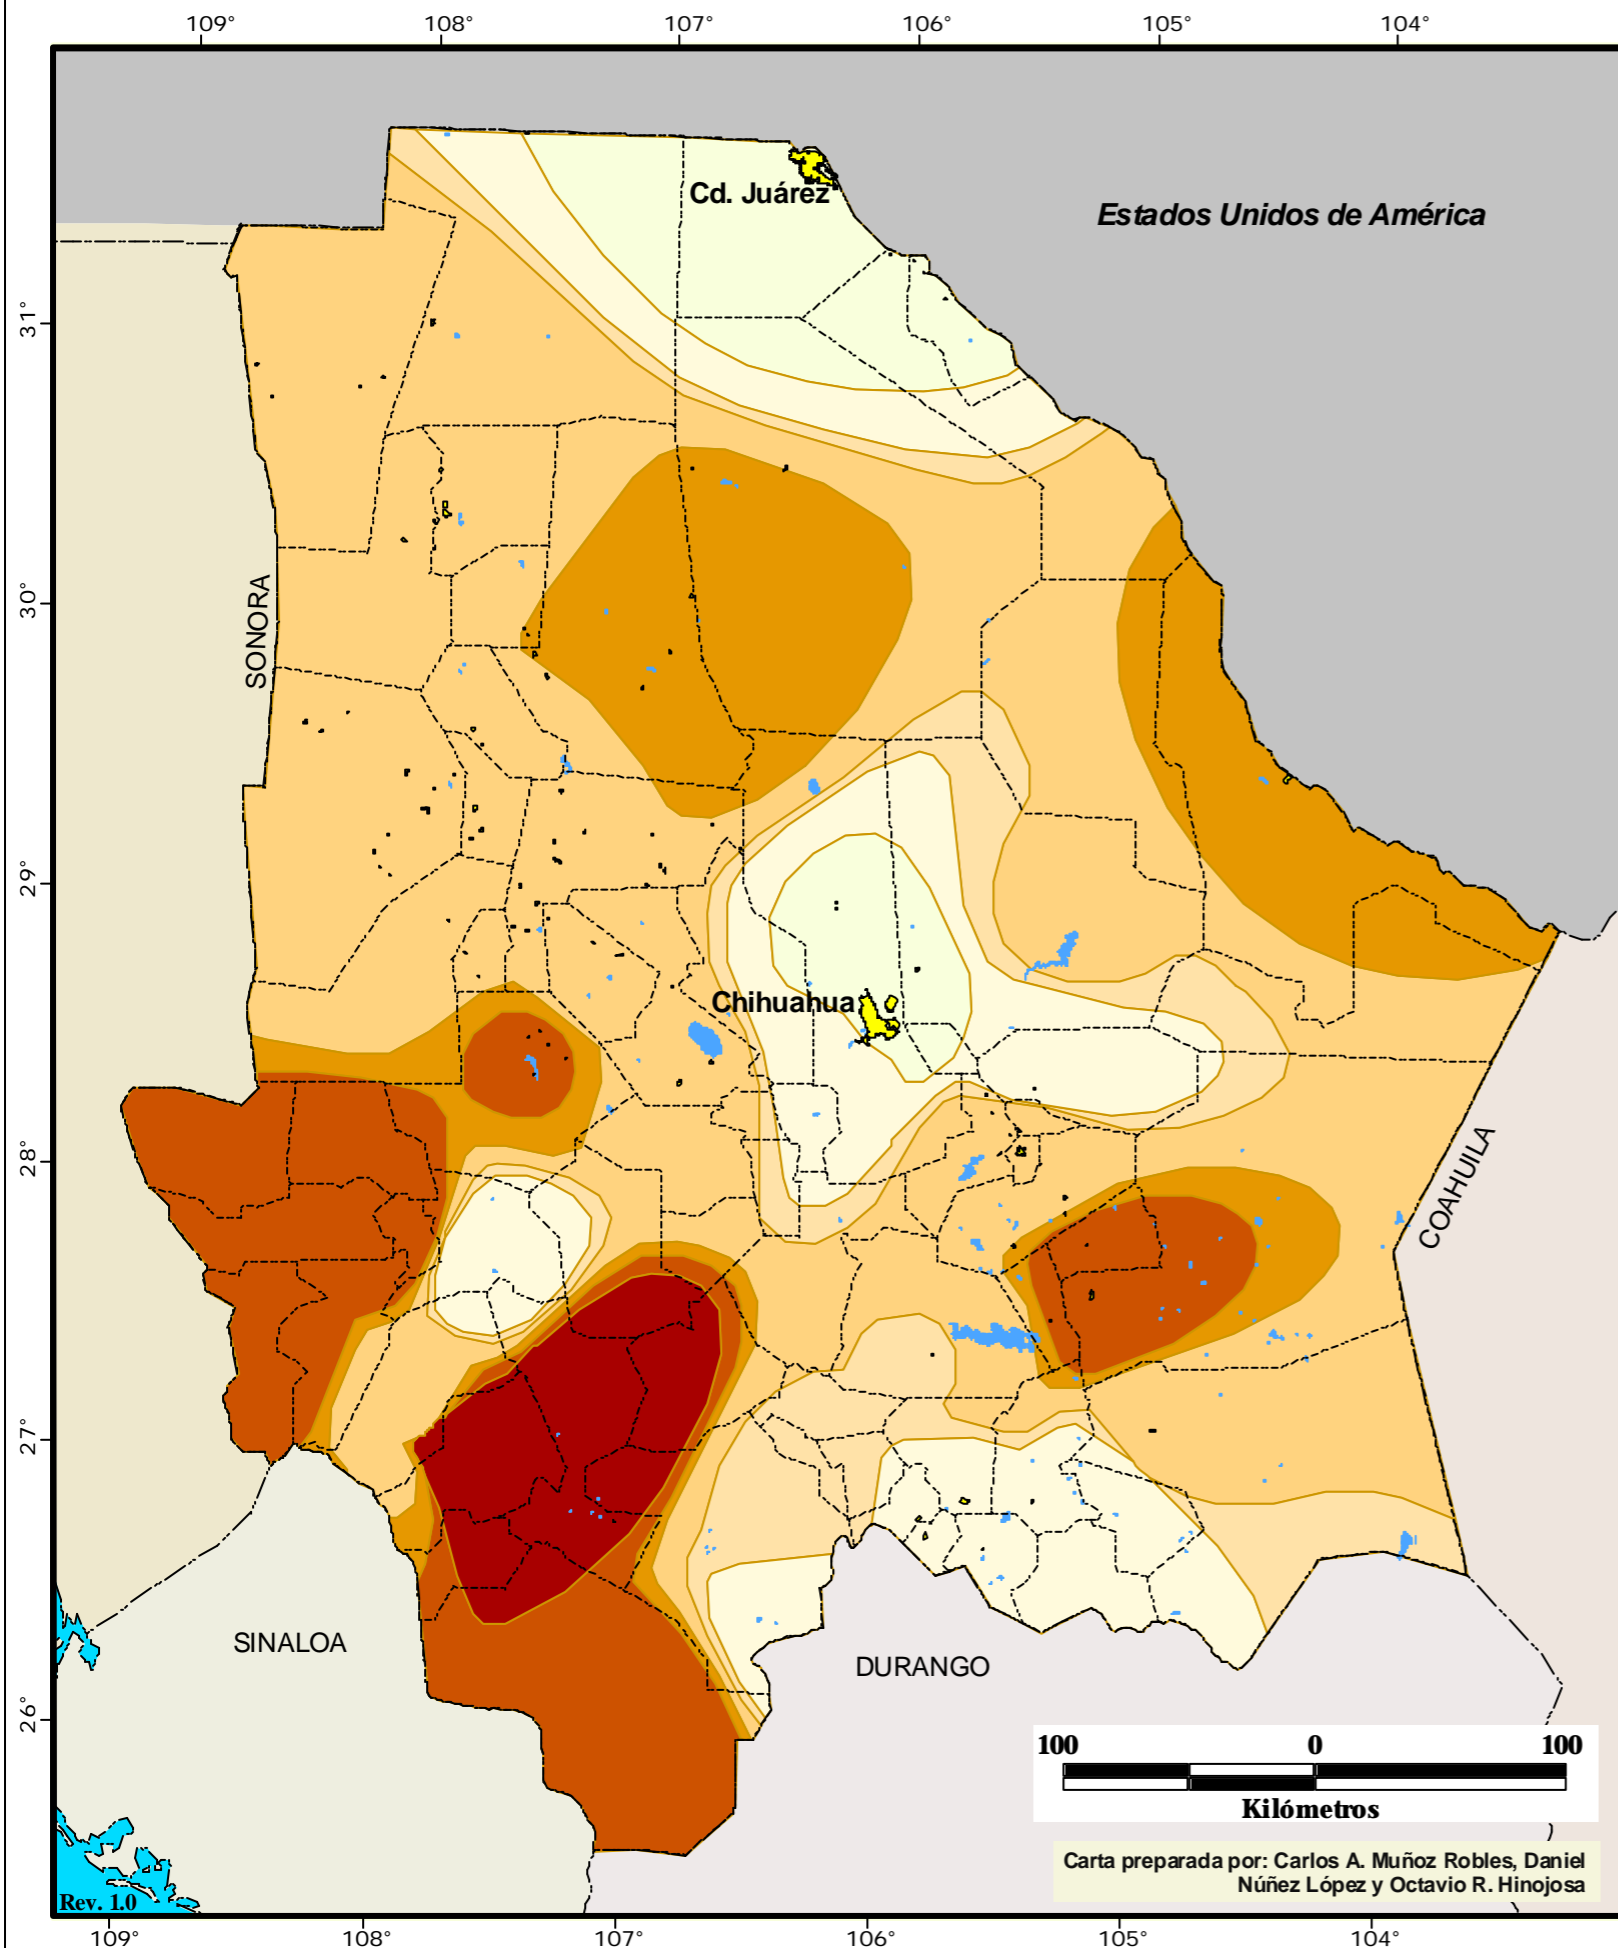 109° 108° 107° 106° 105° 104°
Cd. Juárez
Estados Unidos de América
31°
30°
SONORA
29°
Chihuahua
28°
COAHUILA
27°
SINALOA
DURANGO
26°
100 0 100
Kilómetros
Carta preparada por: Carlos A. Muñoz Robles, Daniel
Núñez López y Octavio R. Hinojosa
Rev. 1.0
109° 108° 107° 106° 105° 104°